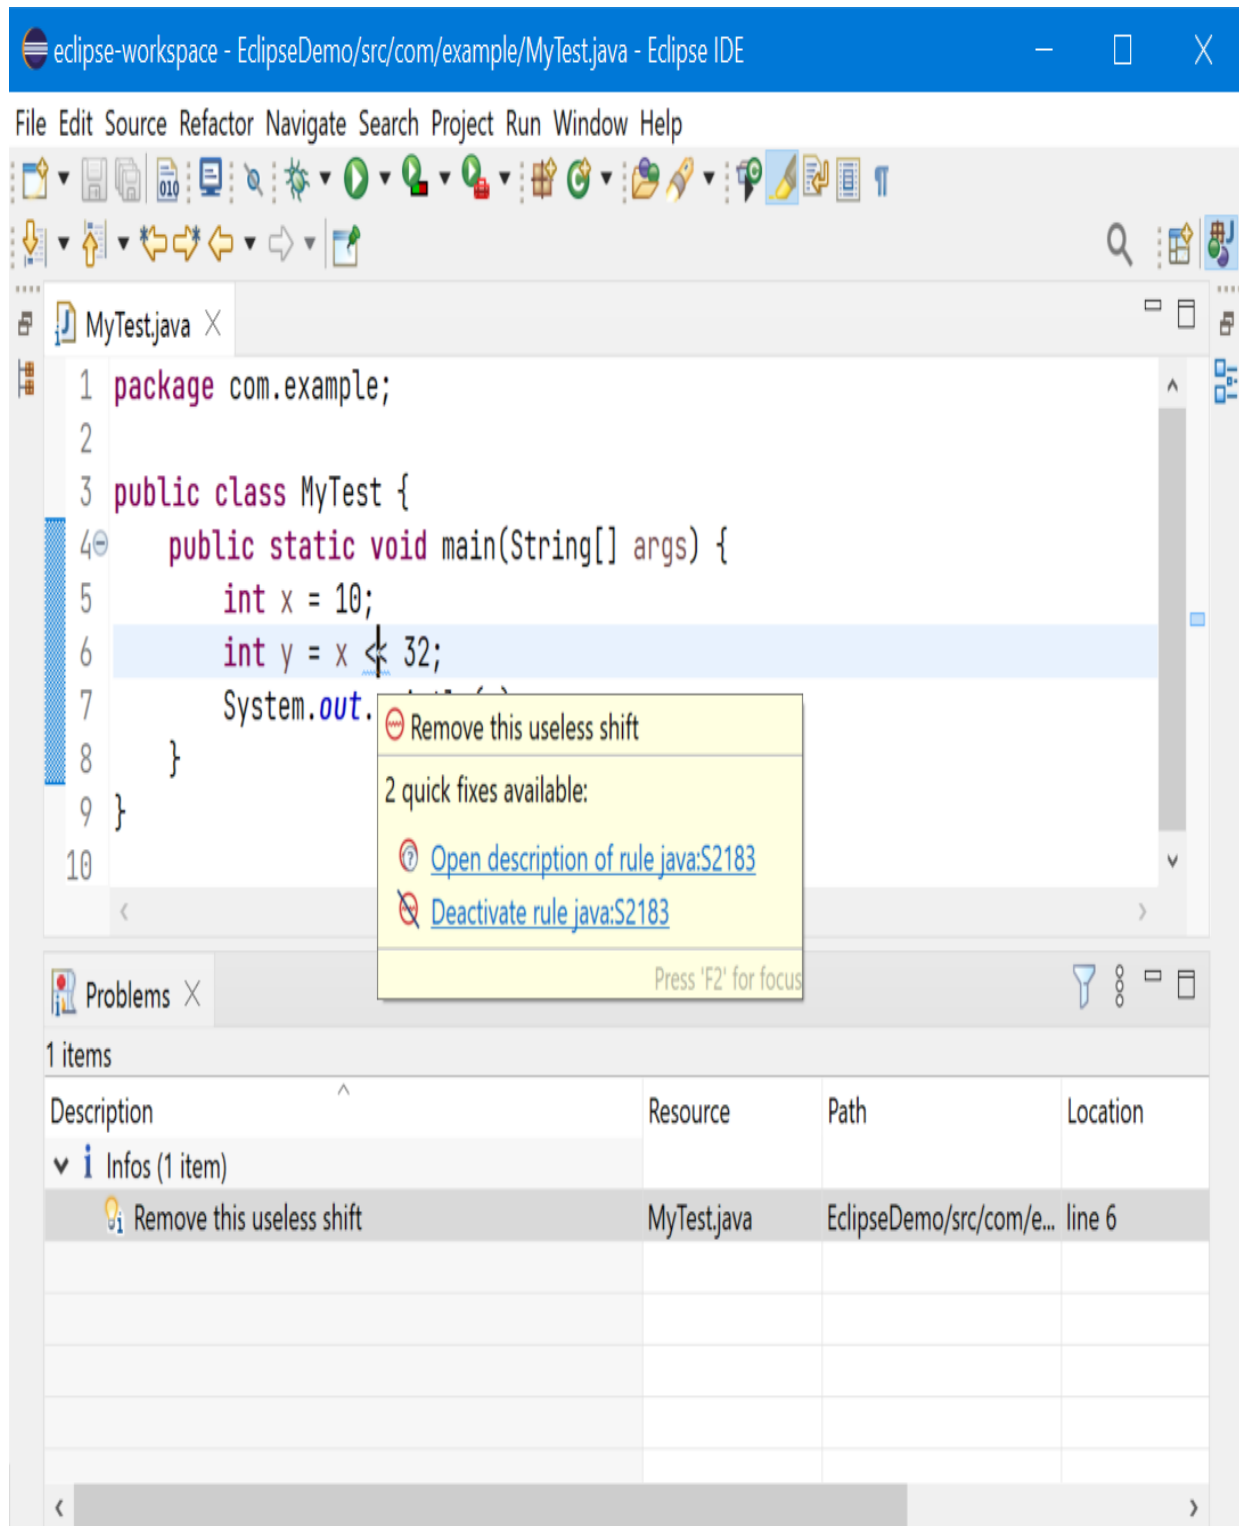 eclipse-workspace - EclipseDemo/src/com/example/MyTest.java - Eclipse IDE
File Edit Source Refactor Navigate Search Project Run Window Help
MyTest.java
1 package com.example;
2
3 public class MyTest {
4 public static void main(String[] args) {
5 int x = 10;
6 int y = x << 32;
7 System.out.
8 }
9 }
10
Remove this useless shift
2 quick fixes available:
Open description of rule java:S2183
Deactivate rule java:S2183
Press 'F2' for focus
Problems
1 items
Description Resource Path Location
Infos (1 item)
Remove this useless shift MyTest.java EclipseDemo/src/com/e... line 6